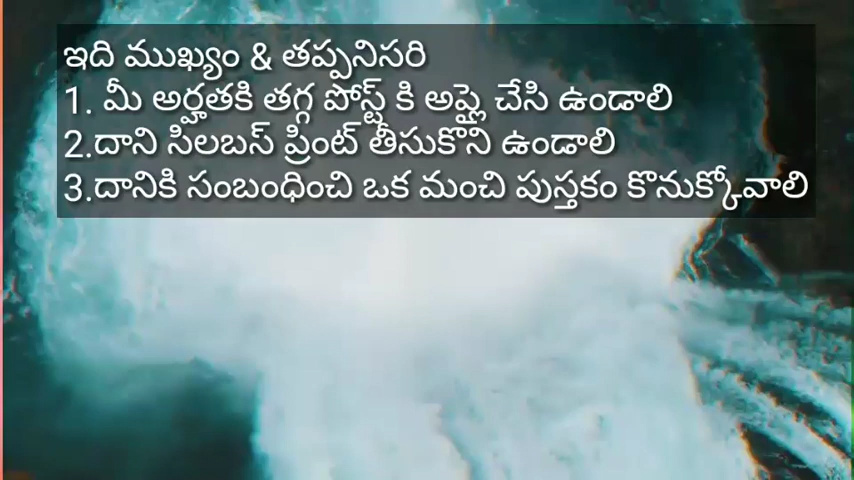 ఇది ముఖ్యం & తప్పనిసరి
1. మీ అర్హతకి తగ్గ పోస్ట్ కి అప్లై చేసి ఉండాలి
2.దాని సిలబస్ ప్రింట్ తీసుకొని ఉండాలి
3.దానికి సంబంధించి ఒక మంచి పుస్తకం కొనుక్కోవాలి